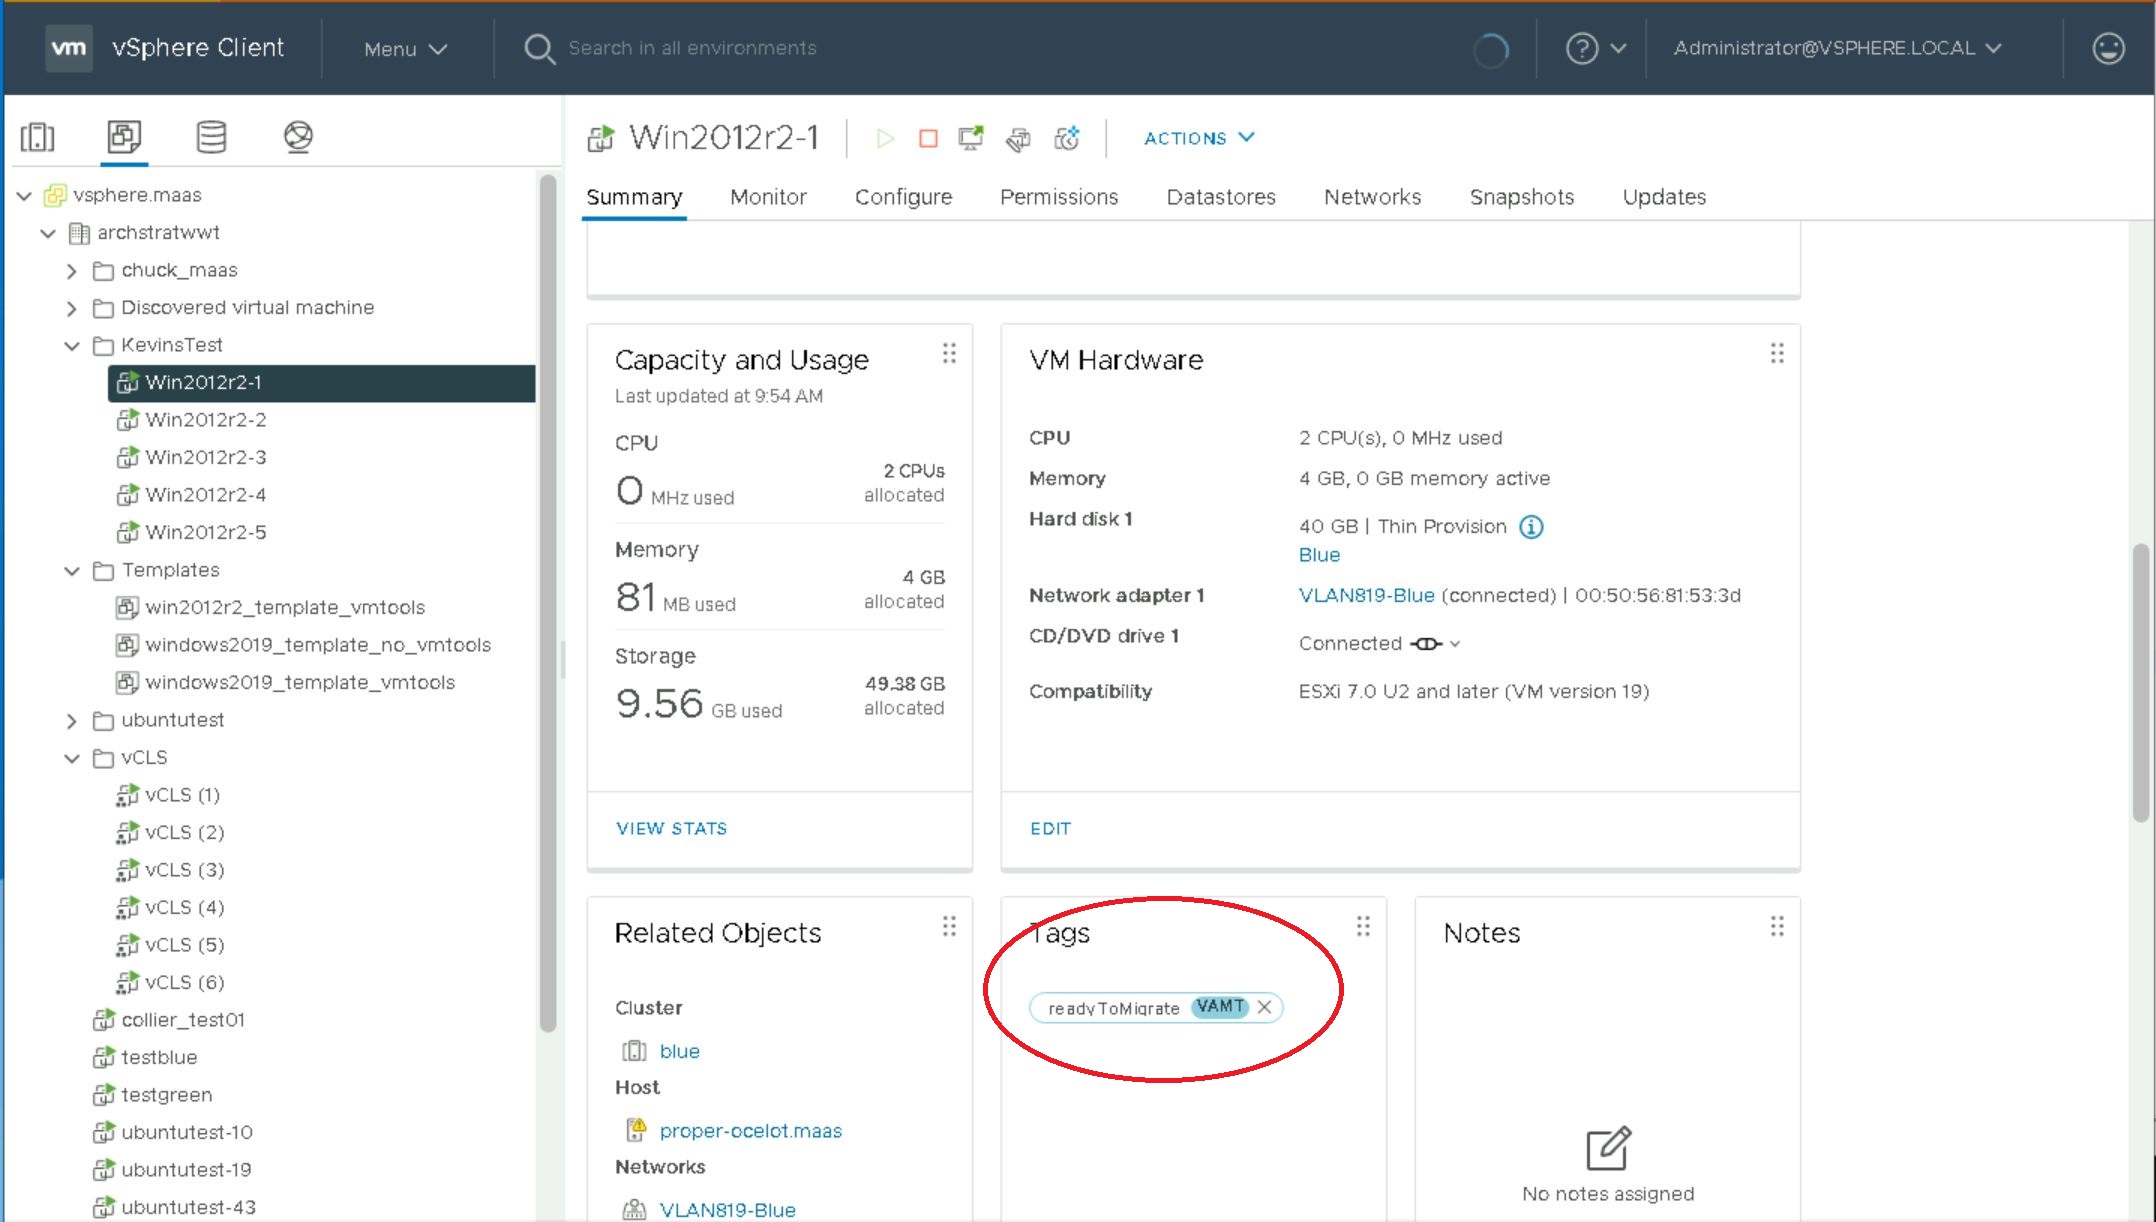 vm vSphere Client Menu Search in all environments Administrator@VSPHERE.LOCAL
vsphere.maas
archstratwwt
chuck_maas
Discovered virtual machine
KevinsTest
Win2012r2-1
Win2012r2-2
Win2012r2-3
Win2012r2-4
Win2012r2-5
Templates
win2012r2_template_vmtools
windows2019_template_no_vmtools
windows2019_template_vmtools
ubuntutest
vCLS
vCLS (1)
vCLS (2)
vCLS (3)
vCLS (4)
vCLS (5)
vCLS (6)
collier_test01
testblue
testgreen
ubuntutest-10
ubuntutest-19
ubuntutest-43
Win2012r2-1 ACTIONS
Summary Monitor Configure Permissions Datastores Networks Snapshots Updates
Capacity and Usage
Last updated at 9:54 AM
CPU
0 MHz used
2 CPUs
allocated
Memory
81 MB used
4 GB
allocated
Storage
9.56 GB used
49.38 GB
allocated
VIEW STATS
VM Hardware
CPU 2 CPU(s), 0 MHz used
Memory 4 GB, 0 GB memory active
Hard disk 1 40 GB | Thin Provision
Blue
Network adapter 1 VLAN819-Blue (connected) | 00:50:56:81:53:3d
CD/DVD drive 1 Connected
Compatibility ESXi 7.0 U2 and later (VM version 19)
EDIT
Related Objects
Cluster
blue
Host
proper-ocelot.maas
Networks
VLAN819-Blue
Tags
readyToMigrate VAMT
Notes
No notes assigned